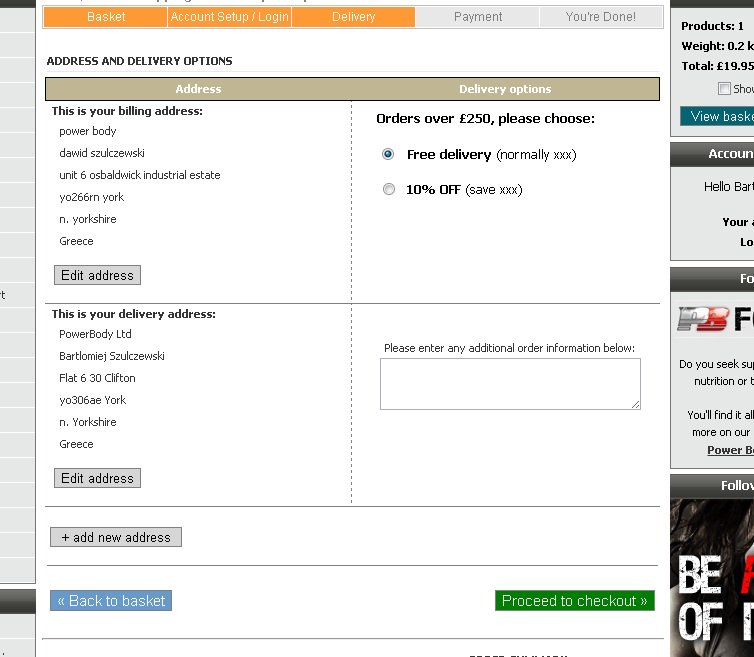 Basket
Account Setup / Login
Delivery
Payment
You're Done!
ADDRESS AND DELIVERY OPTIONS
Address
Delivery options
This is your billing address:
power body
dawid szulczewski
unit 6 osbaldwick industrial estate
yo266rn york
n. yorkshire
Greece
Edit address
Orders over £250, please choose:
Free delivery (normally xxx)
10% OFF (save xxx)
This is your delivery address:
PowerBody Ltd
Bartlomiej Szulczewski
Flat 6 30 Clifton
yo306ae York
n. Yorkshire
Greece
Edit address
Please enter any additional order information below:
+ add new address
« Back to basket
Proceed to checkout »
Products: 1
Weight: 0.2 k
Total: £19.95
Show
View baske
Accoun
Hello Bart
Your a
Lo
Fo
PB FO
Do you seek sup
nutrition or t
You'll find it all
more on our
Power Bo
Follov
BE
OF